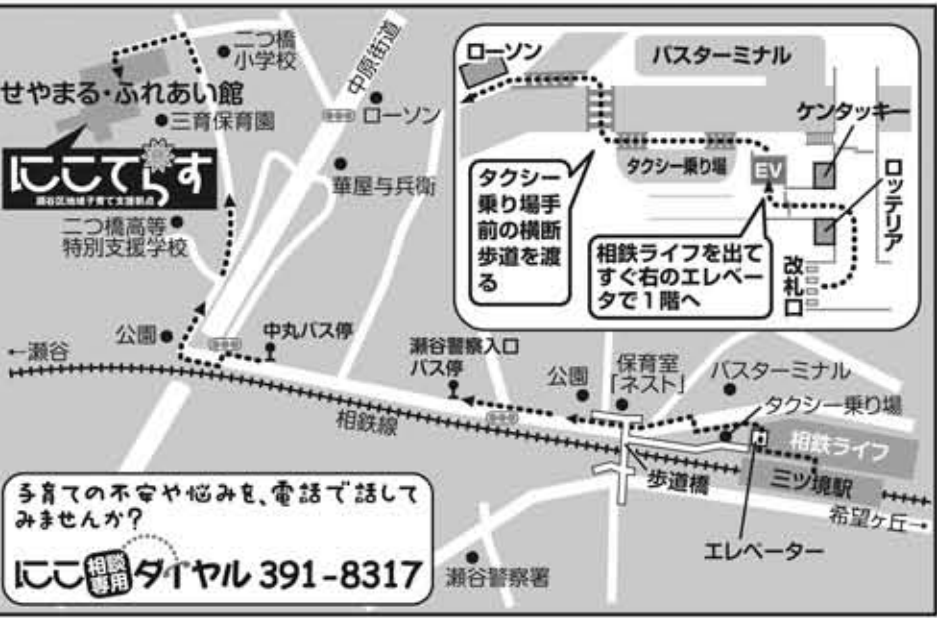 二つ橋
小学校
せやまる・ふれあい館
三育保育園
にこてらす
瀬谷区地域子育て支援拠点
二つ橋高等
特別支援学校
中原街道
ローソン
華屋与兵衛
公園
←瀬谷
中丸バス停
瀬谷警察入口
バス停
相鉄線
公園
保育室
「ネスト」
バスターミナル
タクシー乗り場
相鉄ライフ
三ツ境駅
希望ヶ丘→
歩道橋
エレベーター
瀬谷警察署
ローソン
バスターミナル
ケンタッキー
タクシー乗り場
EV
ロッテリア
改札口
タクシー
乗り場手
前の横断
歩道を渡
る
相鉄ライフを出て
すぐ右のエレベー
タで1階へ
子育ての不安や悩みを、電話で話して
みませんか?
にこ相談専用ダイヤル 391-8317